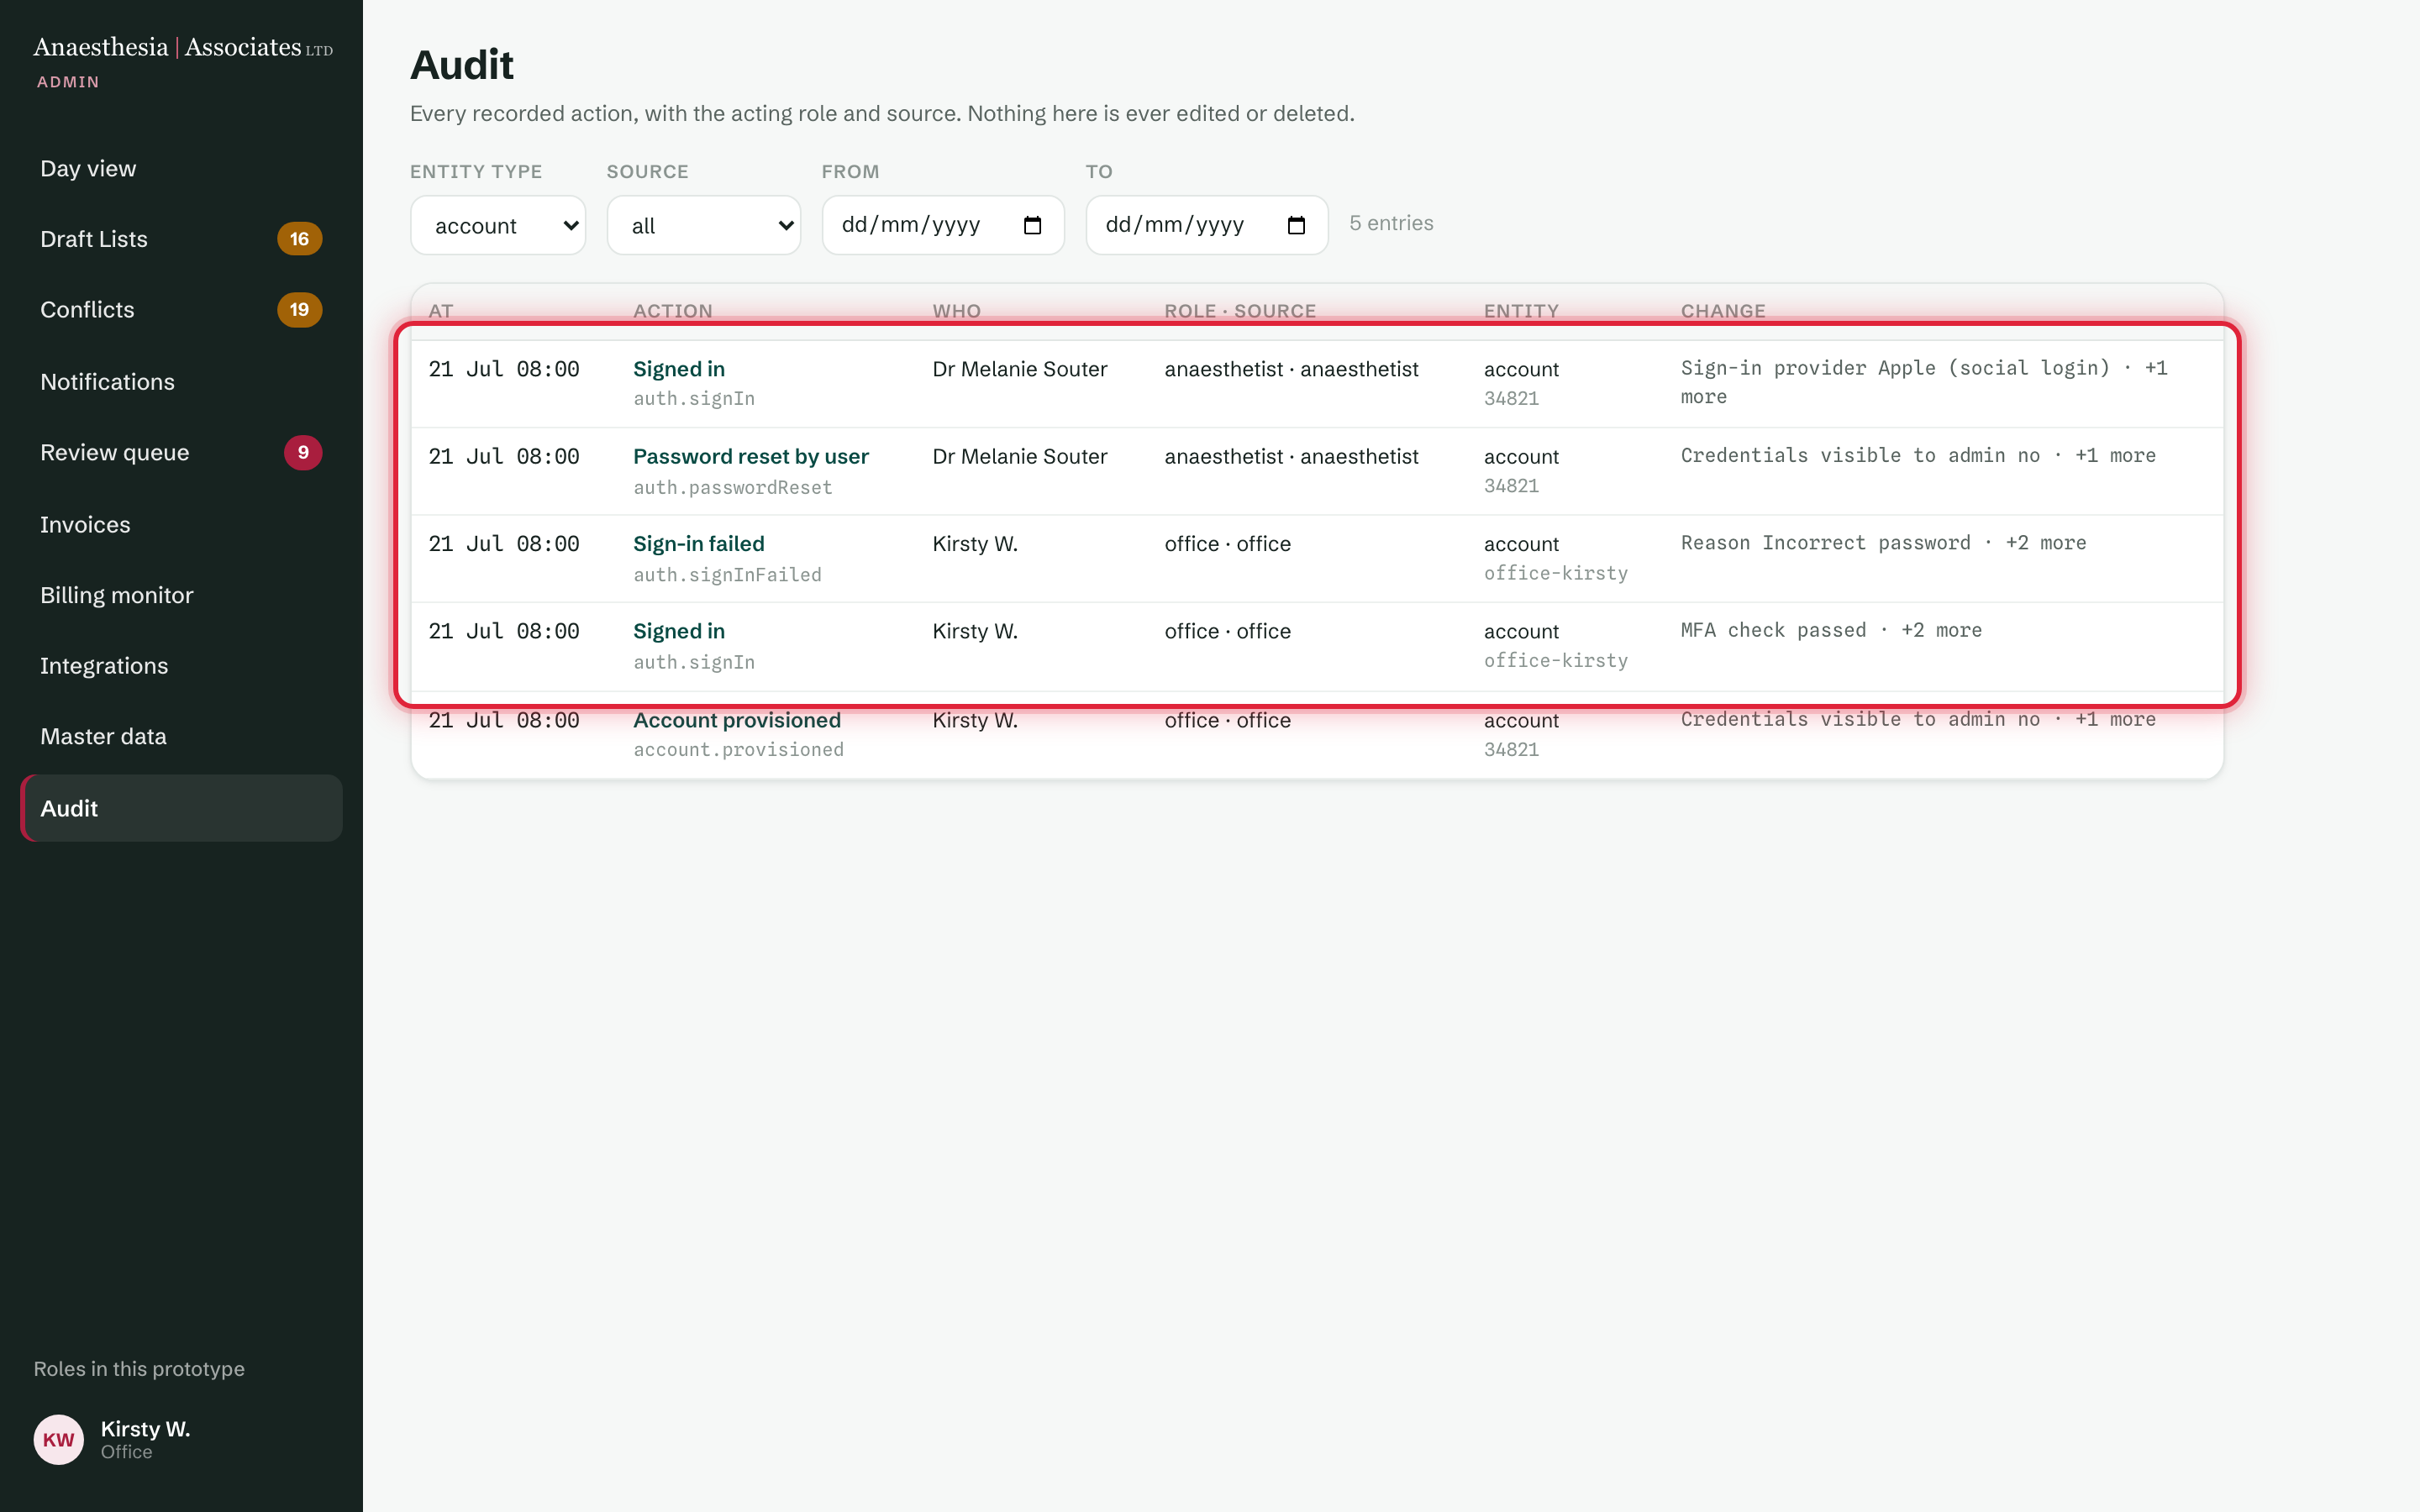 Anaesthesia | Associates LTD
ADMIN
Day view
Draft Lists 16
Conflicts 19
Notifications
Review queue 9
Invoices
Billing monitor
Integrations
Master data
Audit
Roles in this prototype
KW
Kirsty W.
Office
Audit
Every recorded action, with the acting role and source. Nothing here is ever edited or deleted.
ENTITY TYPE SOURCE FROM TO
account all dd/mm/yyyy dd/mm/yyyy 5 entries
AT ACTION WHO ROLE · SOURCE ENTITY CHANGE
21 Jul 08:00 Signed in Dr Melanie Souter anaesthetist · anaesthetist account Sign-in provider Apple (social login) · +1
auth.signIn 34821 more
21 Jul 08:00 Password reset by user Dr Melanie Souter anaesthetist · anaesthetist account Credentials visible to admin no · +1 more
auth.passwordReset 34821
21 Jul 08:00 Sign-in failed Kirsty W. office · office account Reason Incorrect password · +2 more
auth.signInFailed office-kirsty
21 Jul 08:00 Signed in Kirsty W. office · office account MFA check passed · +2 more
auth.signIn office-kirsty
21 Jul 08:00 Account provisioned Kirsty W. office · office account Credentials visible to admin no · +1 more
account.provisioned 34821